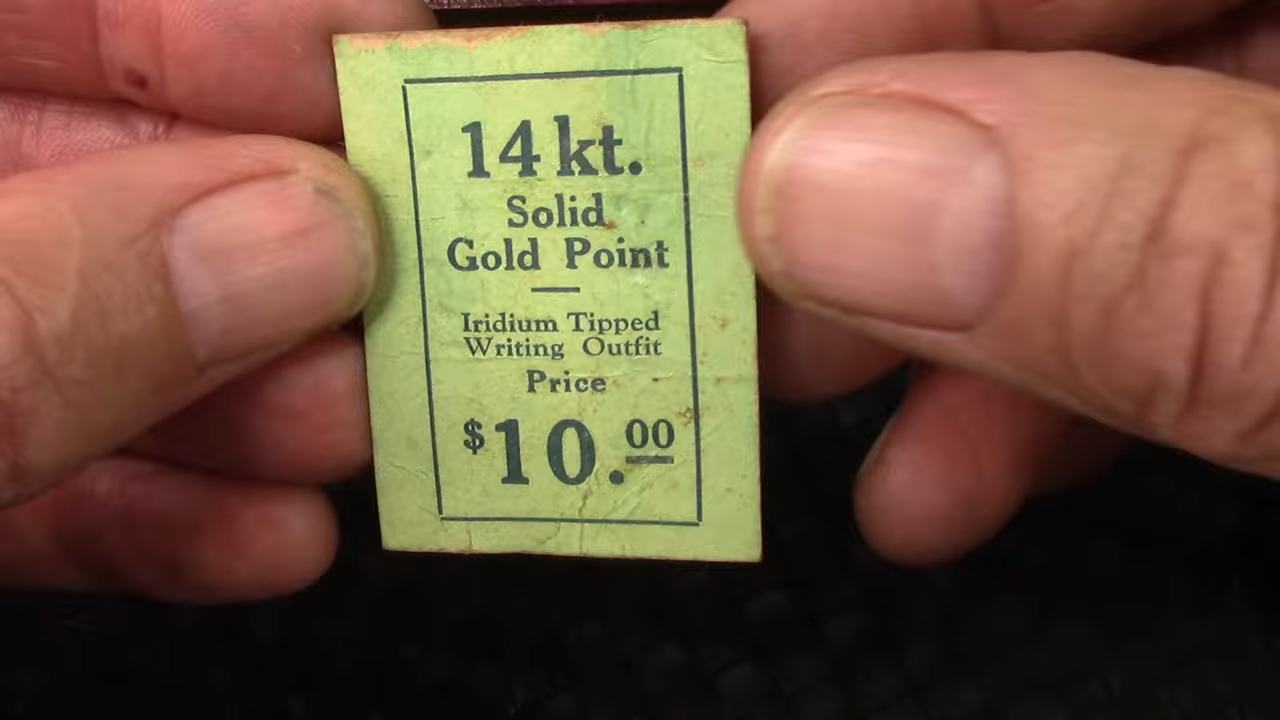 14 kt.
Solid
Gold Point
Iridium Tipped
Writing Outfit
Price
$10.00